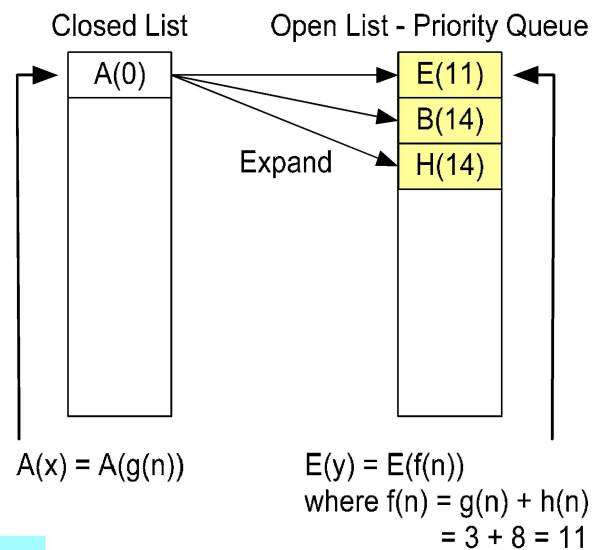 Closed List
Open List - Priority Queue
A(0)
E(11)
B(14)
H(14)
Expand
A(x) = A(g(n))
E(y) = E(f(n))
where f(n) = g(n) + h(n)
= 3 + 8 = 11